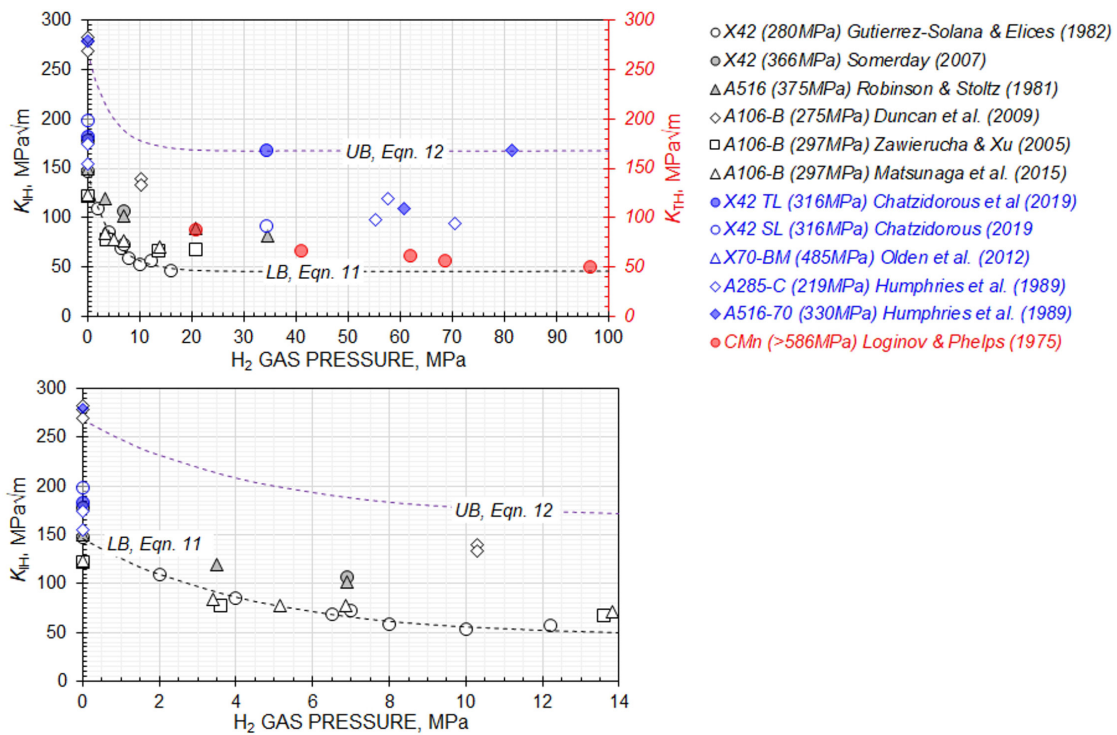 300
250
200
150
100
50
0
K_IH, MPa√m
300
250
200
150
100
50
0
K_TH, MPa√m
UB, Eqn. 12
LB, Eqn. 11
0 10 20 30 40 50 60 70 80 90 100
H₂ GAS PRESSURE, MPa
X42 (280MPa) Gutierrez-Solana & Elices (1982)
X42 (366MPa) Somerday (2007)
A516 (375MPa) Robinson & Stoltz (1981)
A106-B (275MPa) Duncan et al. (2009)
A106-B (297MPa) Zawierucha & Xu (2005)
A106-B (297MPa) Matsunaga et al. (2015)
X42 TL (316MPa) Chatzidorous et al (2019)
X42 SL (316MPa) Chatzidorous (2019
X70-BM (485MPa) Olden et al. (2012)
A285-C (219MPa) Humphries et al. (1989)
A516-70 (330MPa) Humphries et al. (1989)
CMn (>586MPa) Loginov & Phelps (1975)
300
250
200
150
100
50
0
K_IH, MPa√m
UB, Eqn. 12
LB, Eqn. 11
0 2 4 6 8 10 12 14
H₂ GAS PRESSURE, MPa